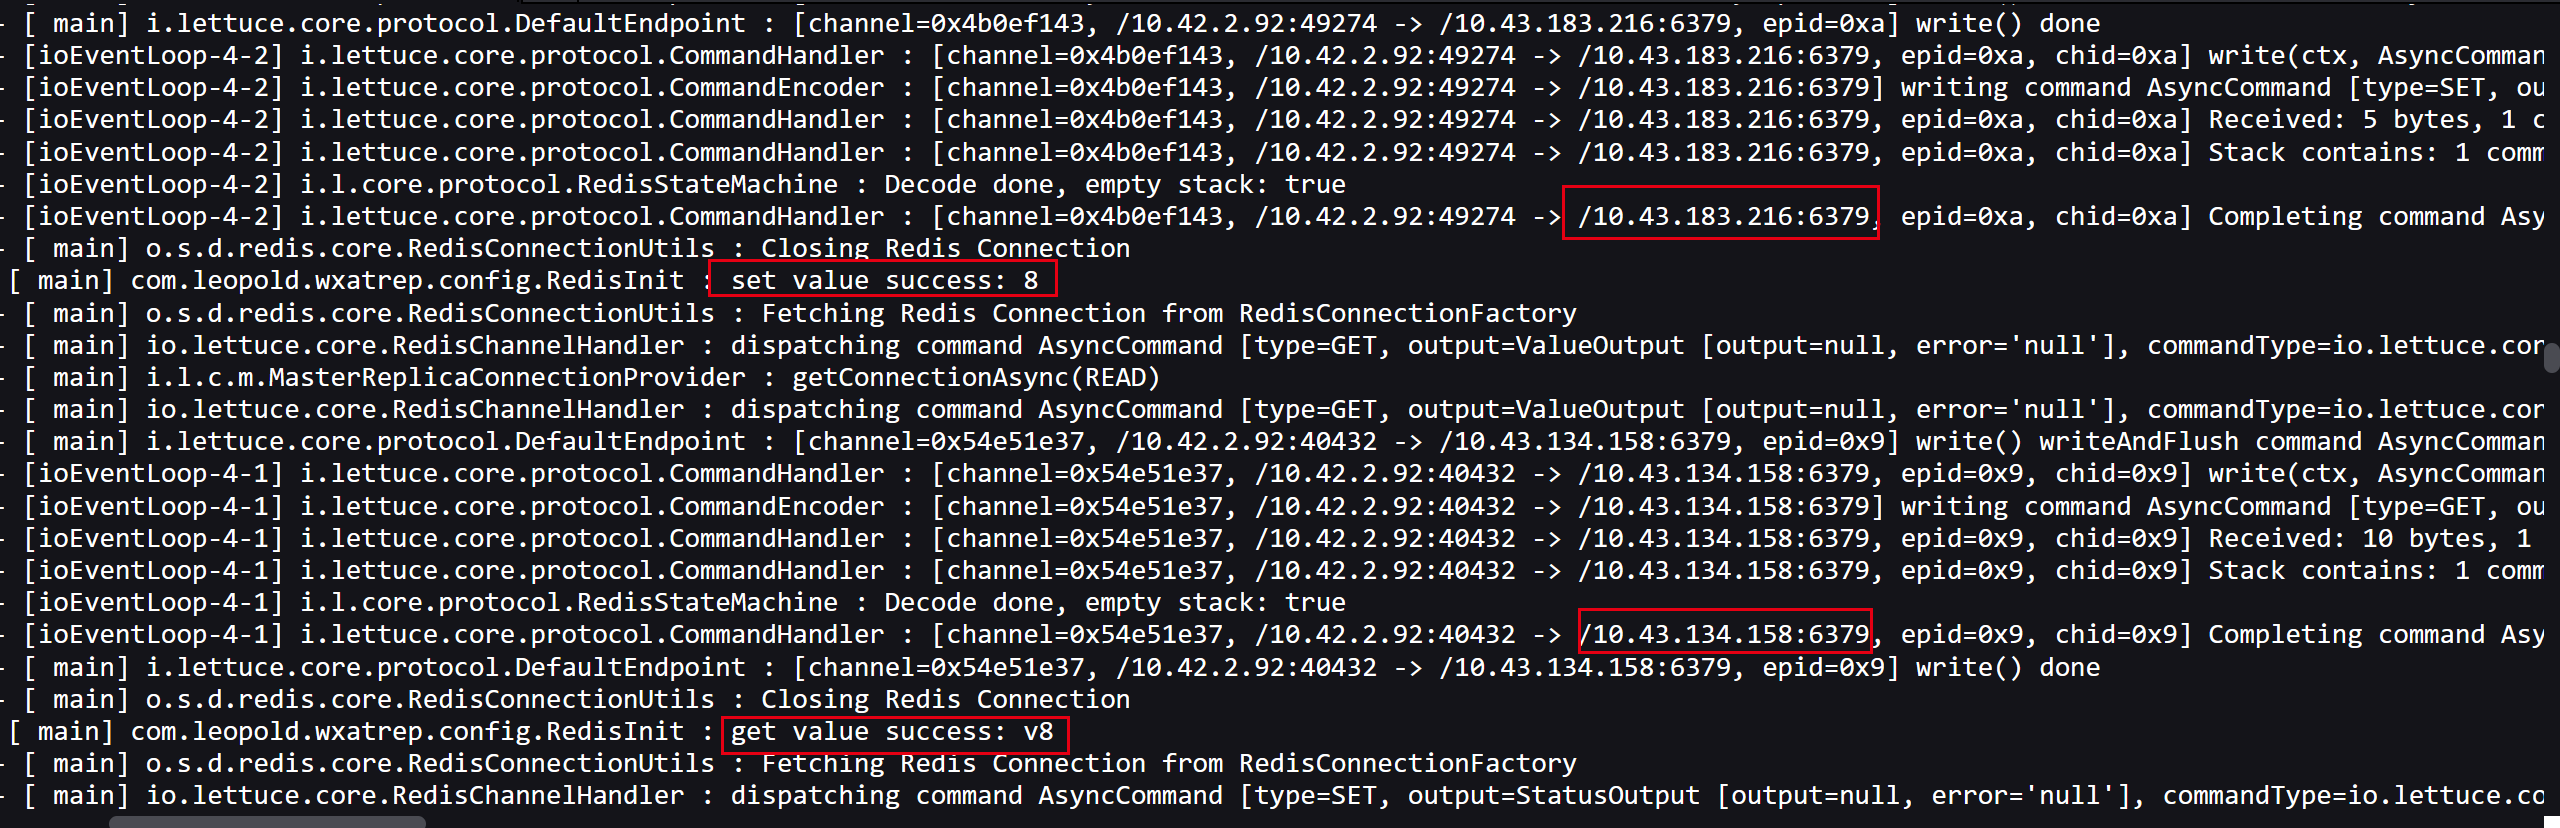 - [ main] i.lettuce.core.protocol.DefaultEndpoint : [channel=0x4b0ef143, /10.42.2.92:49274 -> /10.43.183.216:6379, epid=0xa] write() done
- [ioEventLoop-4-2] i.lettuce.core.protocol.CommandHandler : [channel=0x4b0ef143, /10.42.2.92:49274 -> /10.43.183.216:6379, epid=0xa, chid=0xa] write(ctx, AsyncComman
- [ioEventLoop-4-2] i.lettuce.core.protocol.CommandEncoder : [channel=0x4b0ef143, /10.42.2.92:49274 -> /10.43.183.216:6379] writing command AsyncCommand [type=SET, ou
- [ioEventLoop-4-2] i.lettuce.core.protocol.CommandHandler : [channel=0x4b0ef143, /10.42.2.92:49274 -> /10.43.183.216:6379, epid=0xa, chid=0xa] Received: 5 bytes, 1 c
- [ioEventLoop-4-2] i.lettuce.core.protocol.CommandHandler : [channel=0x4b0ef143, /10.42.2.92:49274 -> /10.43.183.216:6379, epid=0xa, chid=0xa] Stack contains: 1 comm
- [ioEventLoop-4-2] i.l.core.protocol.RedisStateMachine : Decode done, empty stack: true
- [ioEventLoop-4-2] i.lettuce.core.protocol.CommandHandler : [channel=0x4b0ef143, /10.42.2.92:49274 -> /10.43.183.216:6379, epid=0xa, chid=0xa] Completing command Asy
- [ main] o.s.d.redis.core.RedisConnectionUtils : Closing Redis Connection
[ main] com.leopold.wxatrep.config.RedisInit : set value success: 8
- [ main] o.s.d.redis.core.RedisConnectionUtils : Fetching Redis Connection from RedisConnectionFactory
- [ main] io.lettuce.core.RedisChannelHandler : dispatching command AsyncCommand [type=GET, output=ValueOutput [output=null, error='null'], commandType=io.lettuce.cor
- [ main] i.l.c.m.MasterReplicaConnectionProvider : getConnectionAsync(READ)
- [ main] io.lettuce.core.RedisChannelHandler : dispatching command AsyncCommand [type=GET, output=ValueOutput [output=null, error='null'], commandType=io.lettuce.cor
- [ main] i.lettuce.core.protocol.DefaultEndpoint : [channel=0x54e51e37, /10.42.2.92:40432 -> /10.43.134.158:6379, epid=0x9] write() writeAndFlush command AsyncComman
- [ioEventLoop-4-1] i.lettuce.core.protocol.CommandHandler : [channel=0x54e51e37, /10.42.2.92:40432 -> /10.43.134.158:6379, epid=0x9, chid=0x9] write(ctx, AsyncComman
- [ioEventLoop-4-1] i.lettuce.core.protocol.CommandEncoder : [channel=0x54e51e37, /10.42.2.92:40432 -> /10.43.134.158:6379] writing command AsyncCommand [type=GET, ou
- [ioEventLoop-4-1] i.lettuce.core.protocol.CommandHandler : [channel=0x54e51e37, /10.42.2.92:40432 -> /10.43.134.158:6379, epid=0x9, chid=0x9] Received: 10 bytes, 1
- [ioEventLoop-4-1] i.lettuce.core.protocol.CommandHandler : [channel=0x54e51e37, /10.42.2.92:40432 -> /10.43.134.158:6379, epid=0x9, chid=0x9] Stack contains: 1 comm
- [ioEventLoop-4-1] i.l.core.protocol.RedisStateMachine : Decode done, empty stack: true
- [ioEventLoop-4-1] i.lettuce.core.protocol.CommandHandler : [channel=0x54e51e37, /10.42.2.92:40432 -> /10.43.134.158:6379, epid=0x9, chid=0x9] Completing command Asy
- [ main] i.lettuce.core.protocol.DefaultEndpoint : [channel=0x54e51e37, /10.42.2.92:40432 -> /10.43.134.158:6379, epid=0x9] write() done
- [ main] o.s.d.redis.core.RedisConnectionUtils : Closing Redis Connection
[ main] com.leopold.wxatrep.config.RedisInit : get value success: v8
- [ main] o.s.d.redis.core.RedisConnectionUtils : Fetching Redis Connection from RedisConnectionFactory
- [ main] io.lettuce.core.RedisChannelHandler : dispatching command AsyncCommand [type=SET, output=StatusOutput [output=null, error='null'], commandType=io.lettuce.co